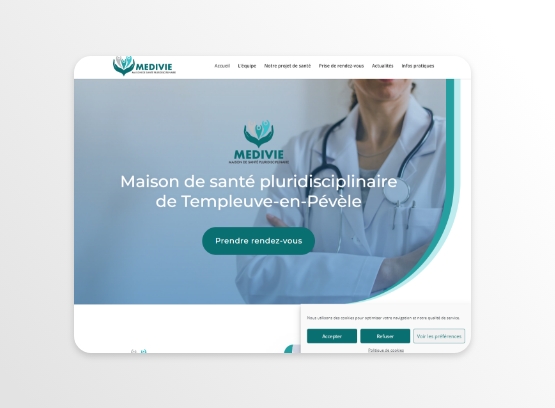 MEDIVIE
MAISON DE SANTÉ PLURIDISCIPLINAIRE
Accueil L'équipe Notre projet de santé Prise de rendez-vous Actualités Infos pratiques
MEDIVIE
MAISON DE SANTÉ PLURIDISCIPLINAIRE
Maison de santé pluridisciplinaire
de Templeuve-en-Pévèle
Prendre rendez-vous
Nous utilisons des cookies pour optimiser votre navigation et notre qualité de service.
Accepter Refuser Voir les préférences
Politique de cookies